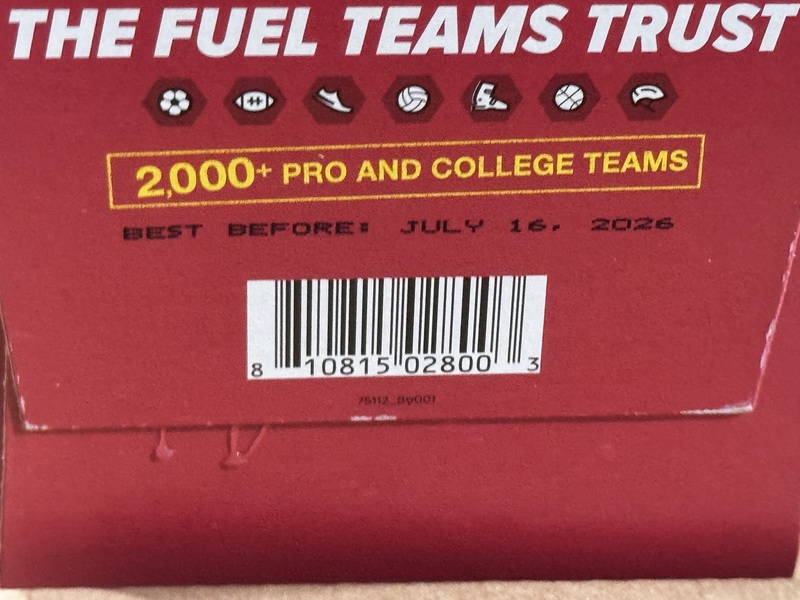 THE FUEL TEAMS TRUST
2,000+ PRO AND COLLEGE TEAMS
BEST BEFORE: JULY 16, 2026
8 10815 02800 3